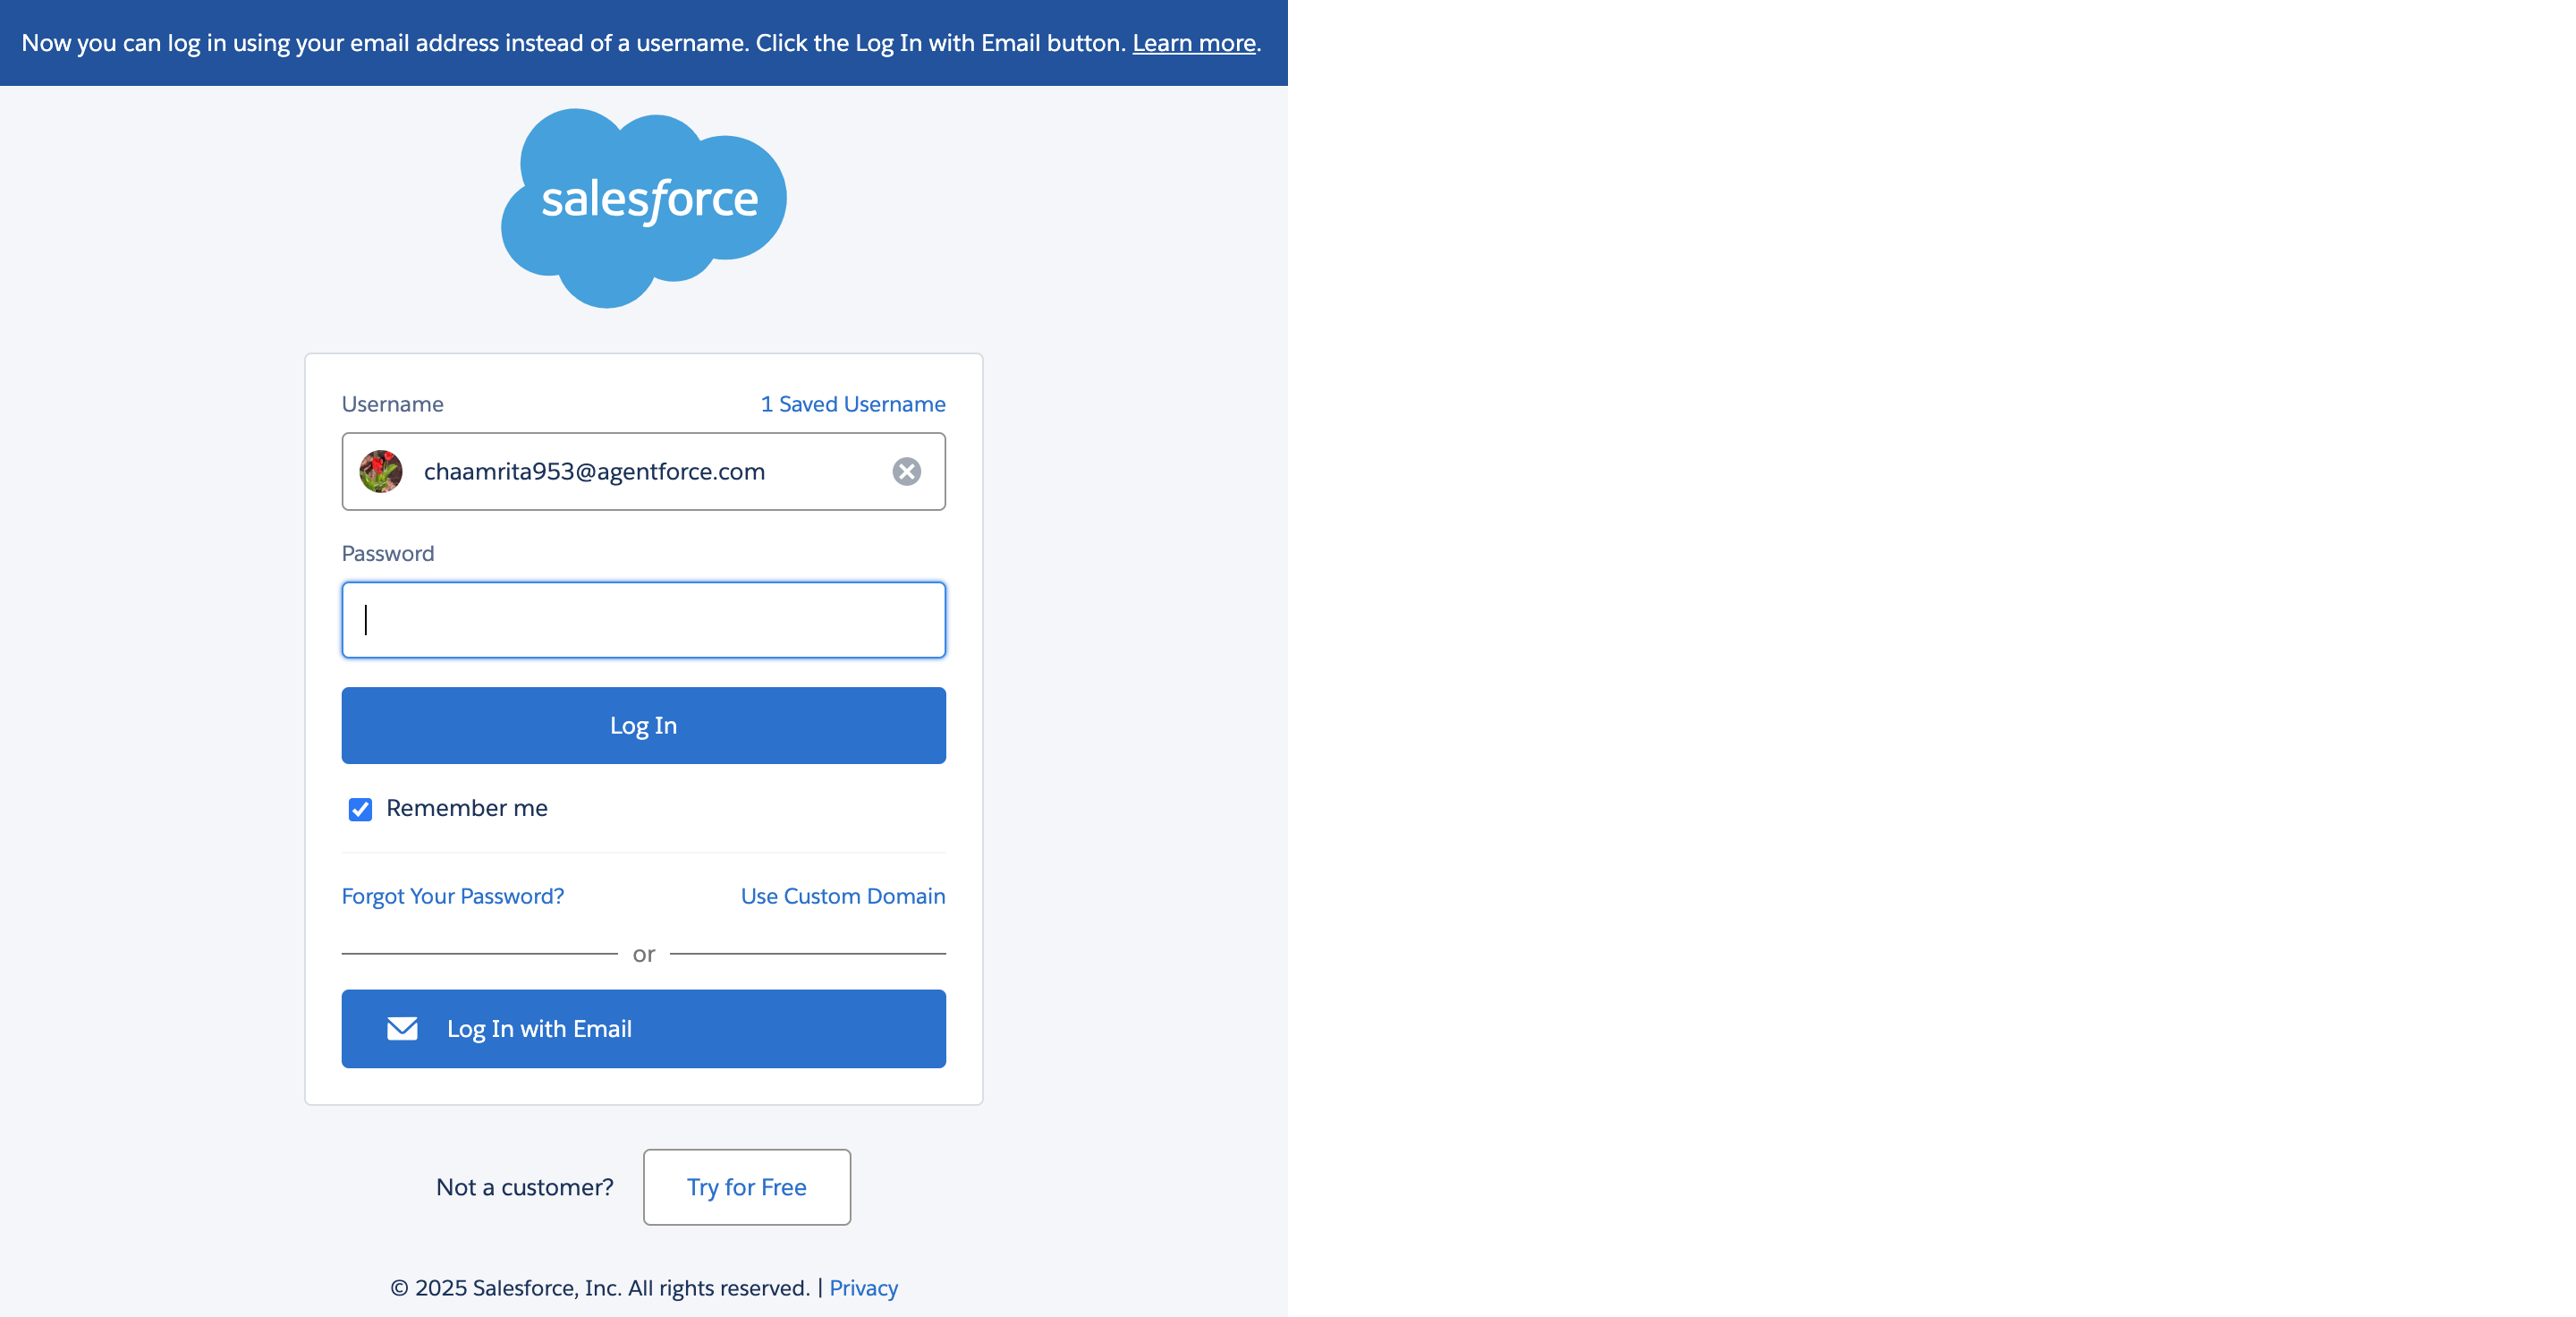 Now you can log in using your email address instead of a username. Click the Log In with Email button. Learn more.
salesforce
Username
1 Saved Username
chaamrita953@agentforce.com
Password
Log In
Remember me
Forgot Your Password?
Use Custom Domain
or
Log In with Email
Not a customer?
Try for Free
© 2025 Salesforce, Inc. All rights reserved. | Privacy